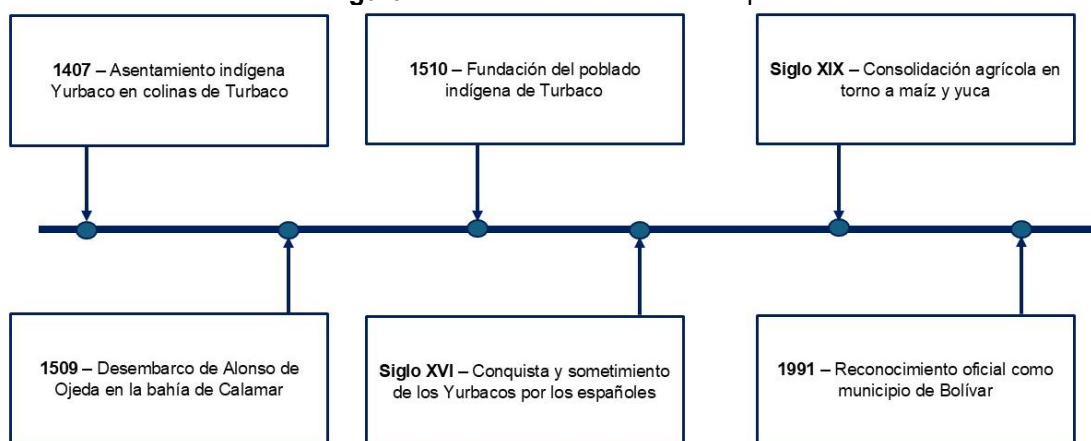 1407 – Asentamiento indígena
Yurbaco en colinas de Turbaco
1510 – Fundación del poblado
indígena de Turbaco
Siglo XIX – Consolidación agrícola en
torno a maíz y yuca
1509 – Desembarco de Alonso de
Ojeda en la bahía de Calamar
Siglo XVI – Conquista y sometimiento
de los Yurbacos por los españoles
1991 – Reconocimiento oficial como
municipio de Bolívar